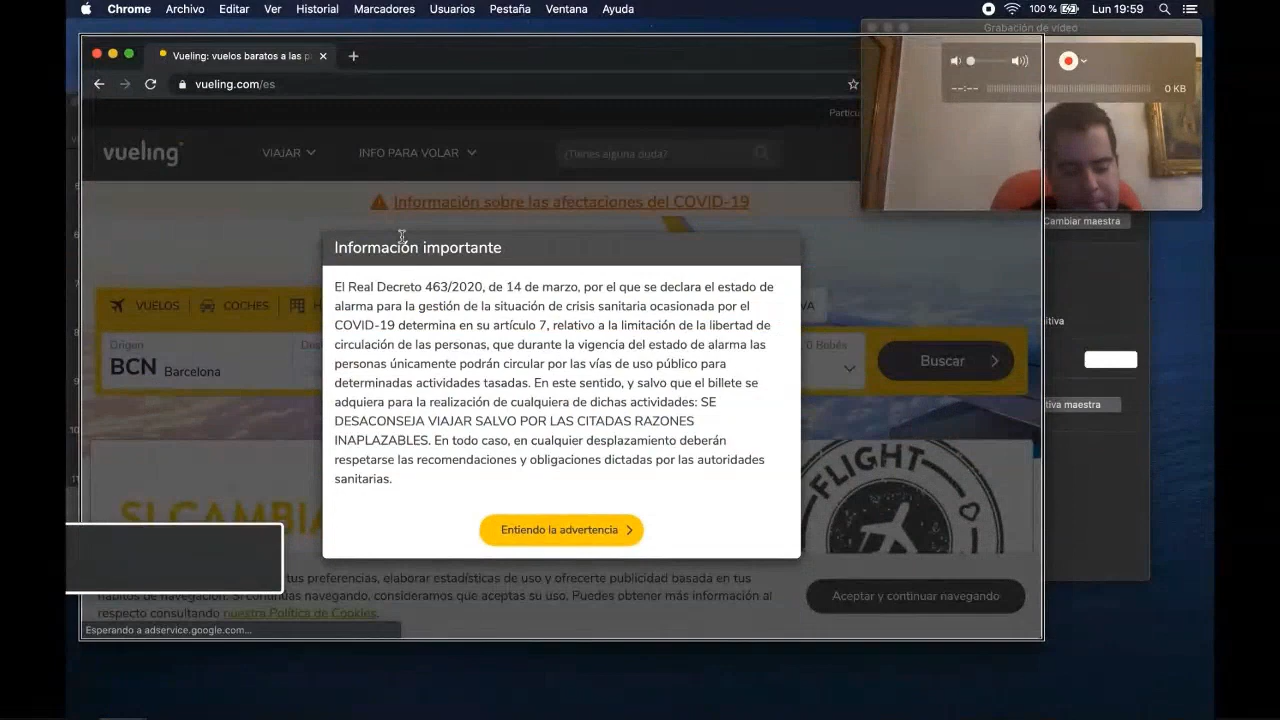 Chrome Archivo Editar Ver Historial Marcadores Usuarios Pestaña Ventana Ayuda
100 % Lun 19:59
Grabación de vídeo
Vueling: vuelos baratos a las p
vueling.com/es
--:-- 0 KB
Particu
vueling VIAJAR INFO PARA VOLAR ¿Tienes alguna duda?
Información sobre las afectaciones del COVID-19
Cambiar maestra
Información importante
El Real Decreto 463/2020, de 14 de marzo, por el que se declara el estado de
alarma para la gestión de la situación de crisis sanitaria ocasionada por el
COVID-19 determina en su artículo 7, relativo a la limitación de la libertad de
circulación de las personas, que durante la vigencia del estado de alarma las
personas únicamente podrán circular por las vías de uso público para
determinadas actividades tasadas. En este sentido, y salvo que el billete se
adquiera para la realización de cualquiera de dichas actividades: SE
DESACONSEJA VIAJAR SALVO POR LAS CITADAS RAZONES
INAPLAZABLES. En todo caso, en cualquier desplazamiento deberán
respetarse las recomendaciones y obligaciones dictadas por las autoridades
sanitarias.
Entiendo la advertencia
VUELOS COCHES H VA
itiva
Origen Des 0 Bebés
BCN Barcelona
Buscar
tiva maestra
SI CAMBIA
FLIGHT
tus preferencias, elaborar estadísticas de uso y ofrecerte publicidad basada en tus
hábitos de navegación. Si continúas navegando, consideramos que aceptas su uso. Puedes obtener más información al
respecto consultando nuestra Política de Cookies.
Aceptar y continuar navegando
Esperando a adservice.google.com...